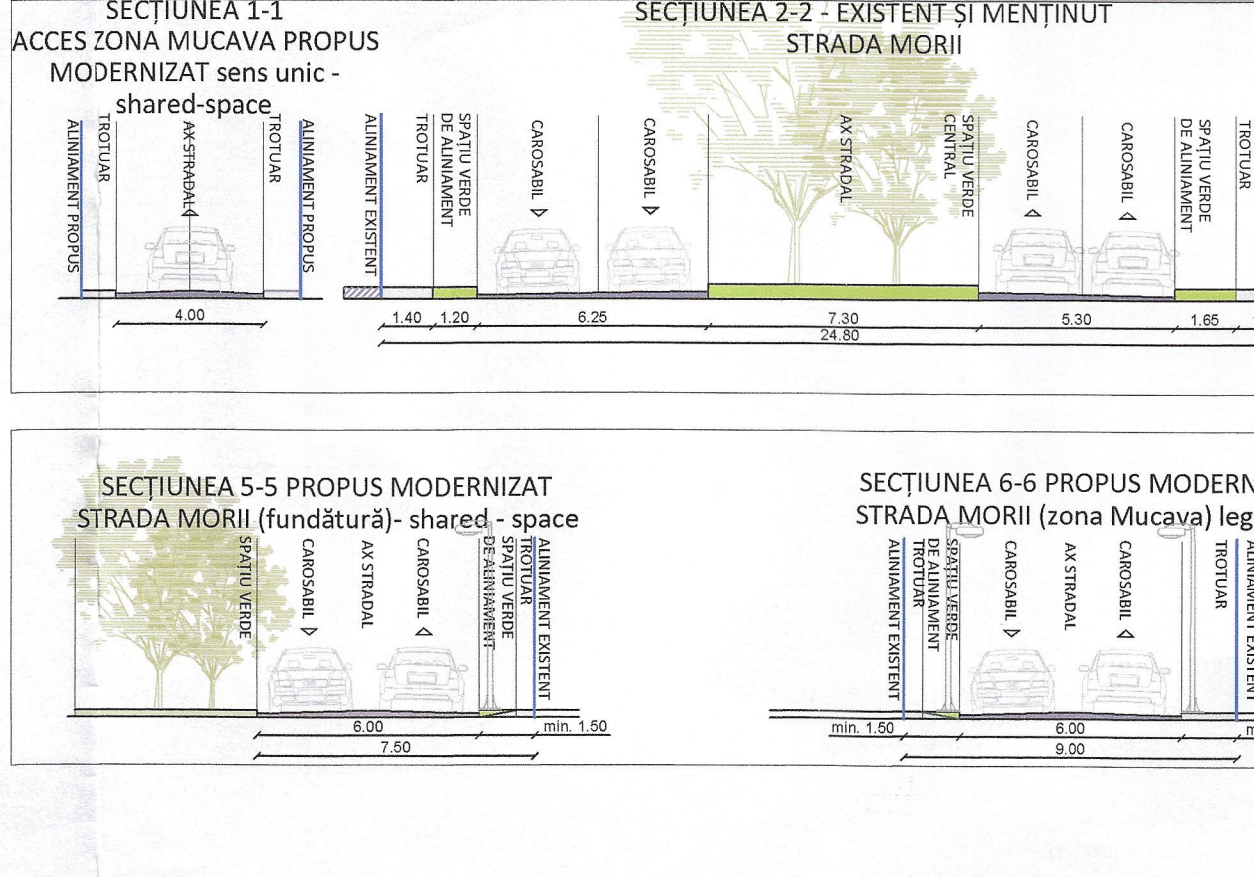 SECȚIUNEA 1-1
ACCES ZONA MUCAVA PROPUS
MODERNIZAT sens unic -
shared-space
ALINIAMENT PROPUS
TROTUAR
AX STRADAL
TROTUAR
ALINIAMENT PROPUS
4.00
SECȚIUNEA 2-2 - EXISTENT ȘI MENȚINUT
STRADA MORII
ALINIAMENT EXISTENT
TROTUAR
SPAȚIU VERDE
DE ALINIAMENT
CAROSABIL
CAROSABIL
AX STRADAL
SPAȚIU VERDE
CENTRAL
CAROSABIL
CAROSABIL
SPAȚIU VERDE
DE ALINIAMENT
TROTUAR
1.40 1.20 6.25 7.30 5.30 1.65
24.80
SECȚIUNEA 5-5 PROPUS MODERNIZAT
STRADA MORII (fundătură)- shared - space
SPAȚIU VERDE
CAROSABIL
AX STRADAL
CAROSABIL
SPAȚIU VERDE
DE ALINIAMENT
TROTUAR
ALINIAMENT EXISTENT
6.00 min. 1.50
7.50
SECȚIUNEA 6-6 PROPUS MODERN
STRADA MORII (zona Mucava) leg
ALINIAMENT EXISTENT
TROTUAR
SPAȚIU VERDE
DE ALINIAMENT
CAROSABIL
AX STRADAL
CAROSABIL
TROTUAR
ALINIAMENT EXISTENT
min. 1.50 6.00
9.00